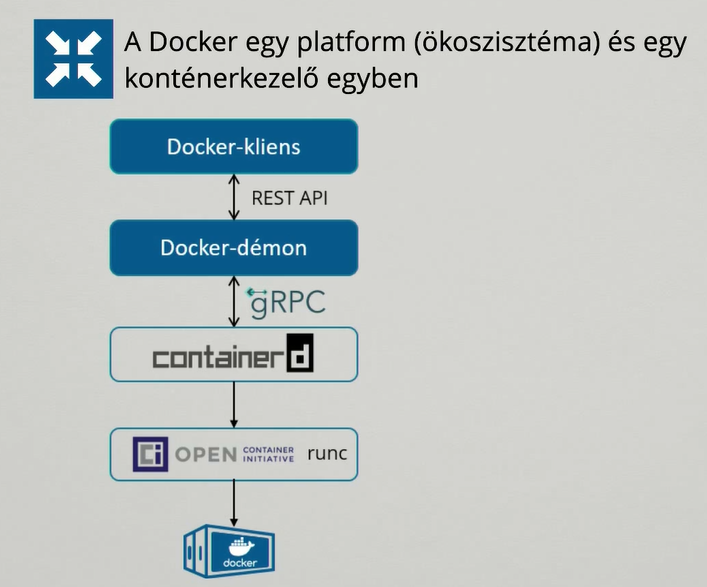 A Docker egy platform (ökoszisztéma) és egy
konténerkezelő egyben
Docker-kliens
REST API
Docker-démon
gRPC
containerd
Ci OPEN CONTAINER INITIATIVE runc
docker